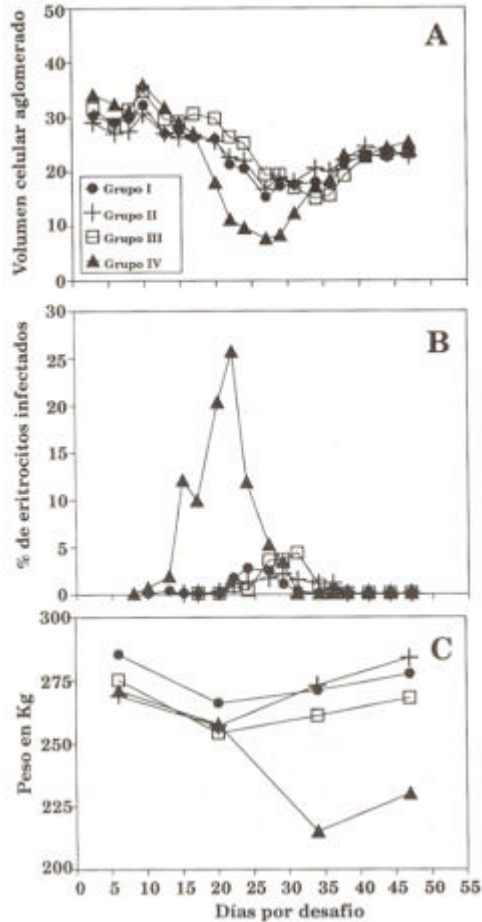 A
Volumen celular aglomerado
50
40
30
20
10
0
Grupo I
Grupo II
Grupo III
Grupo IV
B
% de eritrocitos infectados
30
25
20
15
10
5
0
C
Peso en Kg
300
275
250
225
200
0 5 10 15 20 25 30 35 40 45 50 55
Días por desafío